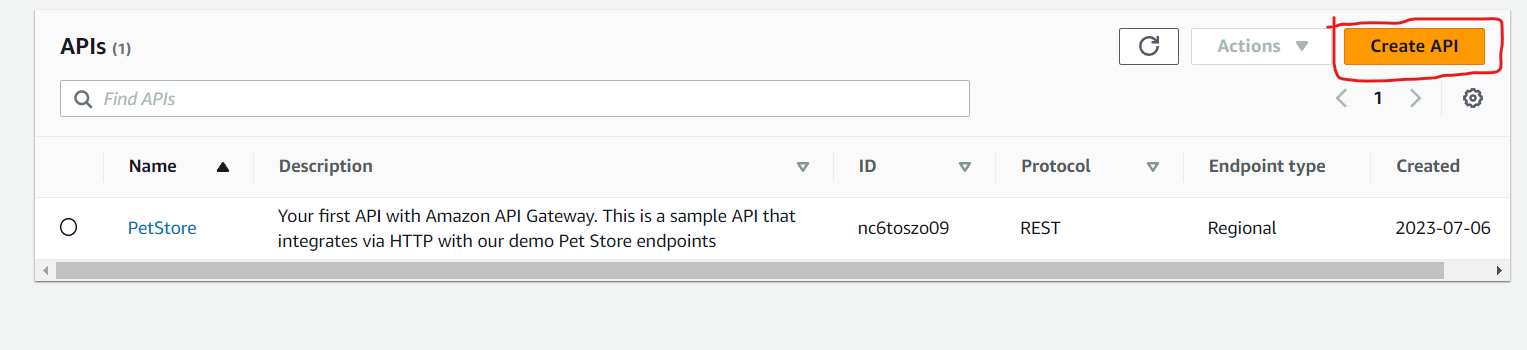 APIs (1)
Actions
Create API
Find APIs
1
Name Description ID Protocol Endpoint type Created
PetStore Your first API with Amazon API Gateway. This is a sample API that integrates via HTTP with our demo Pet Store endpoints nc6toszo09 REST Regional 2023-07-06